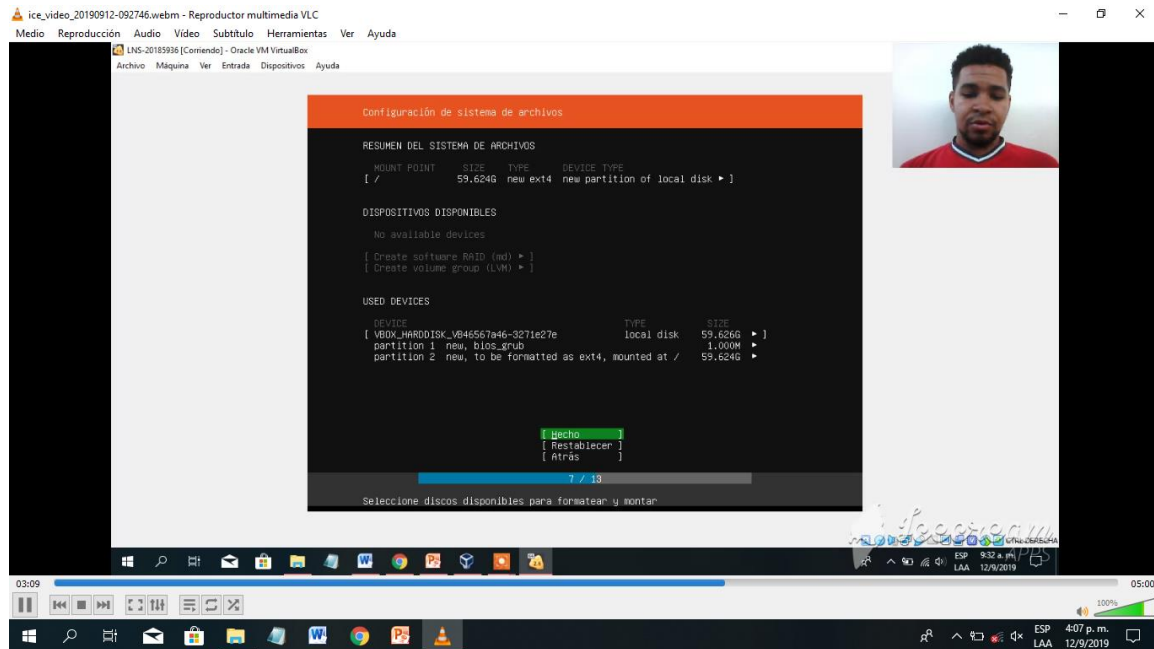 ice_video_20190912-092746.webm - Reproductor multimedia VLC
Medio Reproducción Audio Vídeo Subtítulo Herramientas Ver Ayuda
LNS-20185936 [Corriendo] - Oracle VM VirtualBox
Archivo Máquina Ver Entrada Dispositivos Ayuda
Configuración de sistema de archivos
RESUMEN DEL SISTEMA DE ARCHIVOS
MOUNT POINT SIZE TYPE DEVICE TYPE
[ / 59.624G new ext4 new partition of local disk ▸ ]
DISPOSITIVOS DISPONIBLES
No available devices
[ Create software RAID (md) ▸ ]
[ Create volume group (LVM) ▸ ]
USED DEVICES
DEVICE TYPE SIZE
[ VBOX_HARDDISK_VB46567a46-3271e27e local disk 59.626G ▸ ]
partition 1 new, bios_grub 1.000M ▸
partition 2 new, to be formatted as ext4, mounted at / 59.624G ▸
[ Hecho ]
[ Restablecer ]
[ Atrás ]
7 / 13
Seleccione discos disponibles para formatear y montar
APPS
ESP 9:32 a. m.
LAA 12/9/2019
03:09 05:00
100%
ESP 4:07 p. m.
LAA 12/9/2019